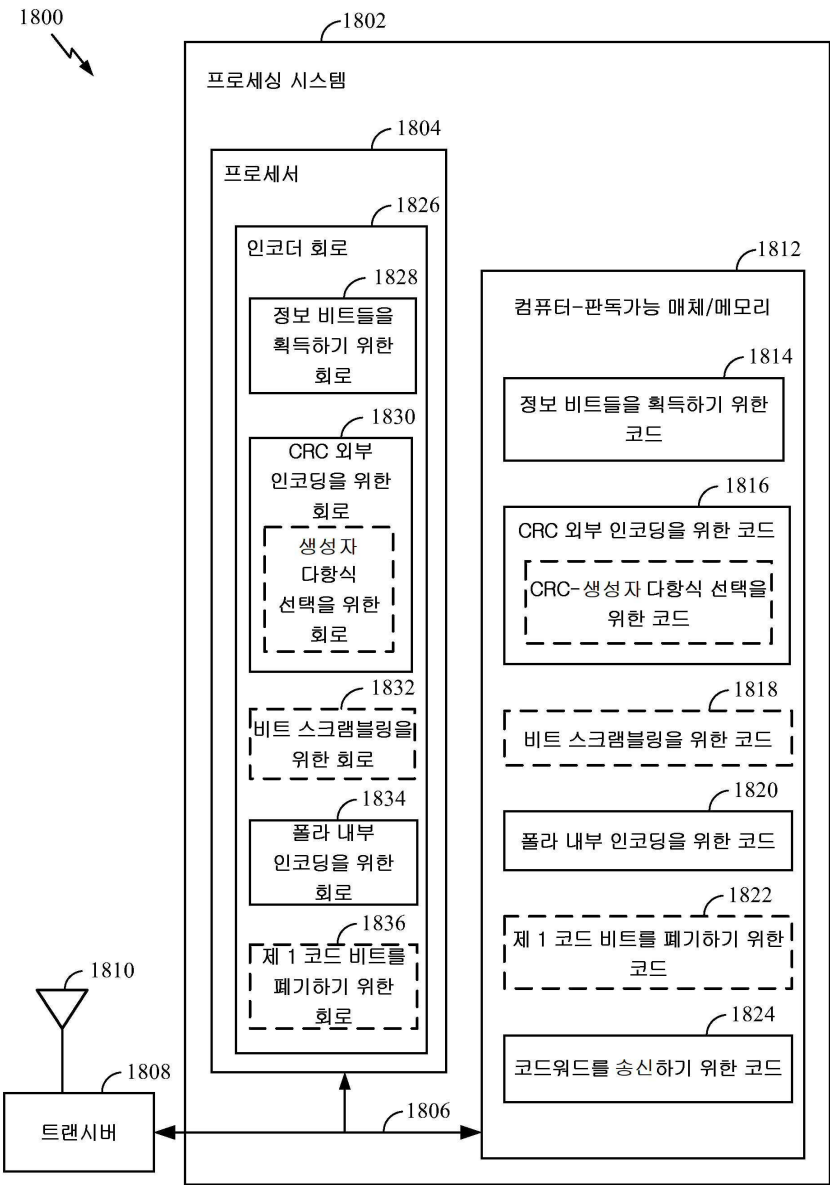 1800
1802
프로세싱 시스템
1804
프로세서
1826
인코더 회로
1828
정보 비트들을
획득하기 위한
회로
1830
CRC 외부
인코딩을 위한
회로
생성자
다항식
선택을 위한
회로
1832
비트 스크램블링을
위한 회로
1834
폴라 내부
인코딩을 위한
회로
1836
제 1 코드 비트를
폐기하기 위한
회로
1812
컴퓨터-판독가능 매체/메모리
1814
정보 비트들을 획득하기 위한
코드
1816
CRC 외부 인코딩을 위한 코드
CRC-생성자 다항식 선택을
위한 코드
1818
비트 스크램블링을 위한 코드
1820
폴라 내부 인코딩을 위한 코드
1822
제 1 코드 비트를 폐기하기 위한
코드
1824
코드워드를 송신하기 위한 코드
1810
1808
트랜시버
1806